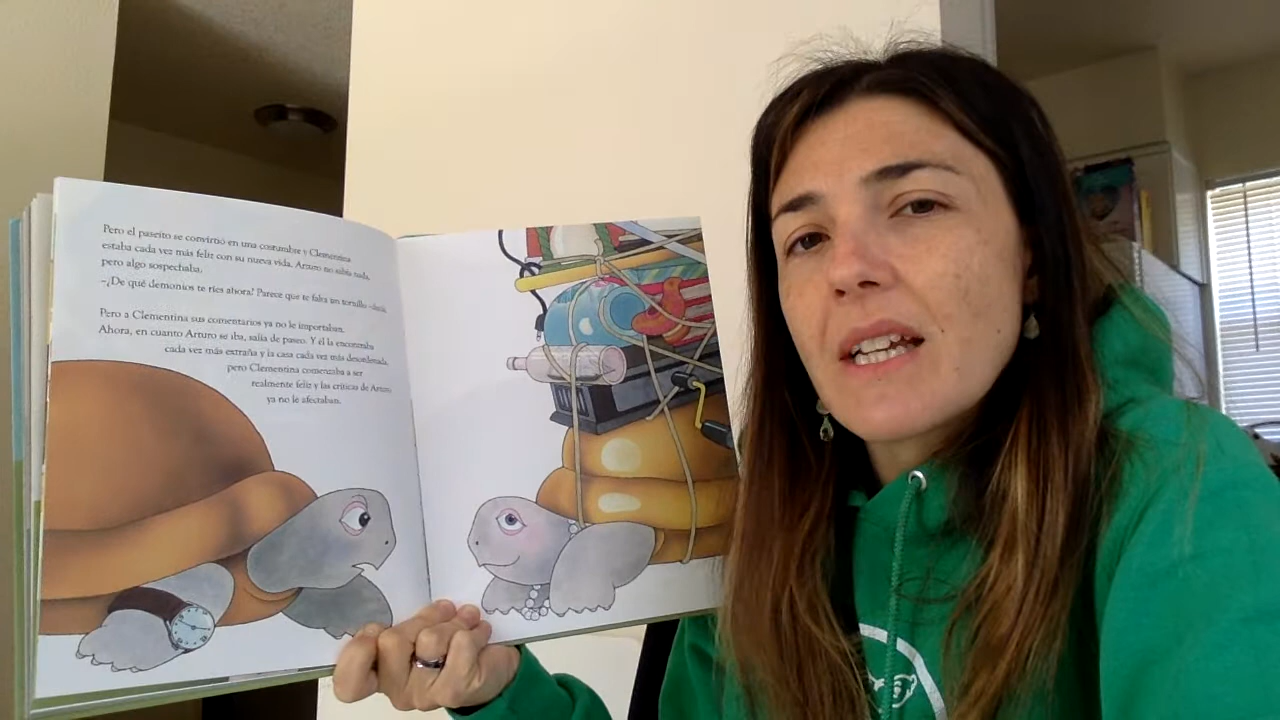 Pero el paseito se convirtió en una costumbre y Clementina
estaba cada vez más feliz con su nueva vida. Arturo no sabía nada,
pero algo sospechaba.
–¿De qué demonios te ríes ahora? Parece que te falta un tornillo –decía.
Pero a Clementina sus comentarios ya no le importaban.
Ahora, en cuanto Arturo se iba, salía de paseo. Y él la encontraba
cada vez más extraña y la casa cada vez más desordenada,
pero Clementina comenzaba a ser
realmente feliz y las críticas de Arturo
ya no le afectaban.